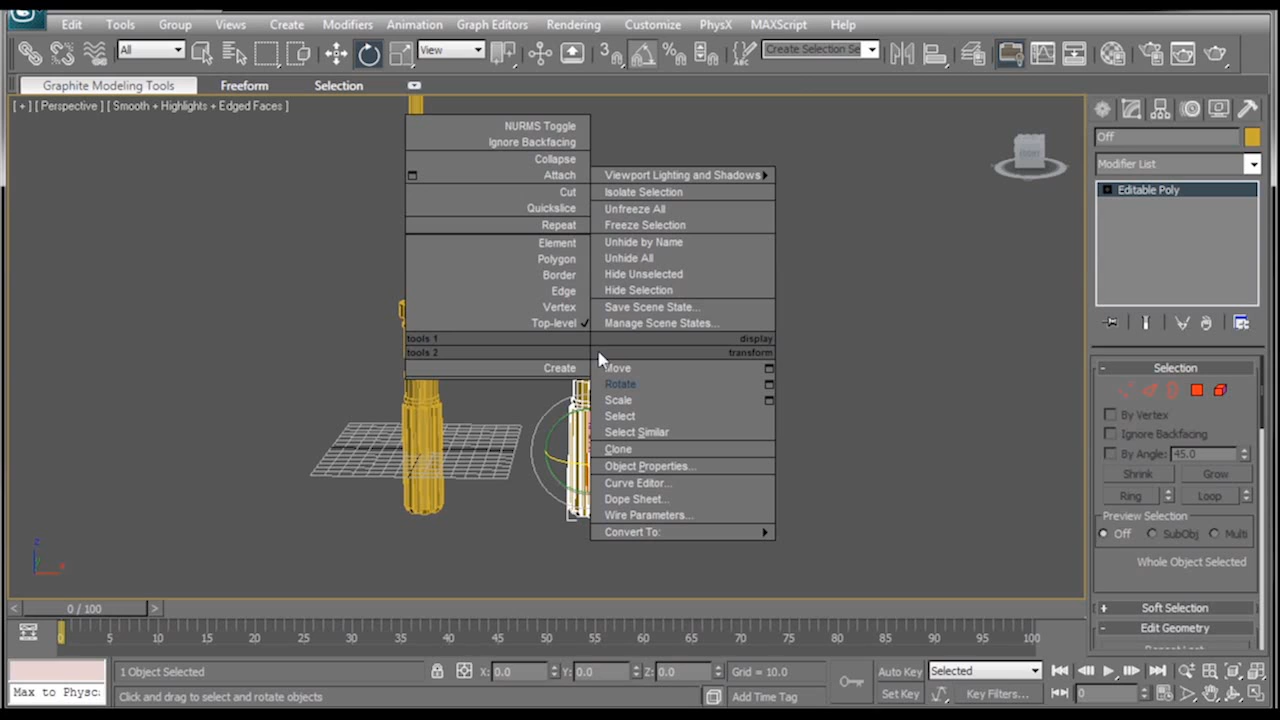 Edit Tools Group Views Create Modifiers Animation Graph Editors Rendering Customize PhysX MAXScript Help
All View Create Selection Se
Graphite Modeling Tools Freeform Selection
[ + ] [ Perspective ] [ Smooth + Highlights + Edged Faces ]
NURMS Toggle
Ignore Backfacing
Collapse
Attach
Cut
Quickslice
Repeat
Element
Polygon
Border
Edge
Vertex
Top-level
tools 1
tools 2
Create
Viewport Lighting and Shadows
Isolate Selection
Unfreeze All
Freeze Selection
Unhide by Name
Unhide All
Hide Unselected
Hide Selection
Save Scene State...
Manage Scene States...
display
transform
Move
Rotate
Scale
Select
Select Similar
Clone
Object Properties...
Curve Editor...
Dope Sheet...
Wire Parameters...
Convert To:
FRONT
z
x
Off
Modifier List
Editable Poly
- Selection
By Vertex
Ignore Backfacing
By Angle: 45.0
Shrink Grow
Ring Loop
Preview Selection
Off SubObj Multi
Whole Object Selected
+ Soft Selection
- Edit Geometry
< 0 / 100 >
0 5 10 15 20 25 30 35 40 45 50 55 60 65 70 75 80 85 90 95 100
1 Object Selected X: 0.0 Y: 0.0 Z: 0.0 Grid = 10.0 Auto Key Selected
Max to Physc: Click and drag to select and rotate objects Add Time Tag Set Key Key Filters... 0